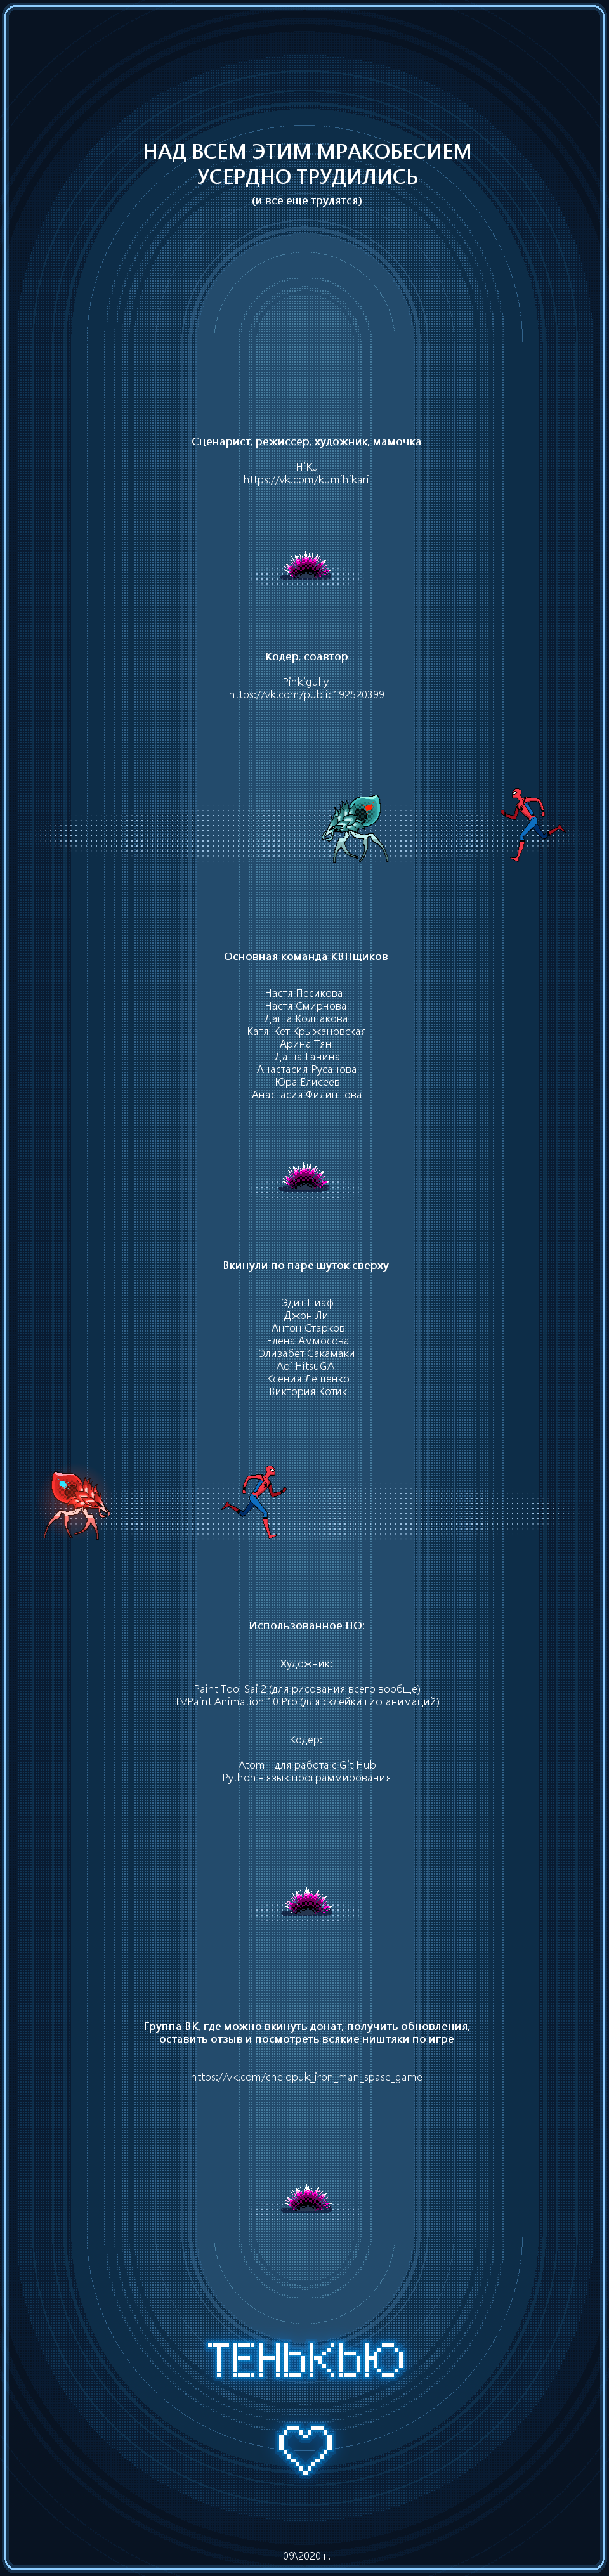 НАД ВСЕМ ЭТИМ МРАКОБЕСИЕМ
УСЕРДНО ТРУДИЛИСЬ
(и все еще трудятся)
Сценарист, режиссер, художник, мамочка
HiKu
https://vk.com/kumihikari
Кодер, соавтор
Pinkigully
https://vk.com/public192520399
Основная команда КВНщиков
Настя Песикова
Настя Смирнова
Даша Колпакова
Катя-Кет Крыжановская
Арина Тян
Даша Ганина
Анастасия Русанова
Юра Елисеев
Анастасия Филиппова
Вкинули по паре шуток сверху
Эдит Пиаф
Джон Ли
Антон Старков
Елена Аммосова
Элизабет Сакамаки
Aoi HitsuGA
Ксения Лещенко
Виктория Котик
Использованное ПО:
Художник:
Paint Tool Sai 2 (для рисования всего вообще)
TVPaint Animation 10 Pro (для склейки гиф анимаций)
Кодер:
Atom - для работа с Git Hub
Python - язык программирования
Группа ВК, где можно вкинуть донат, получить обновления,
оставить отзыв и посмотреть всякие ништяки по игре
https://vk.com/chelopuk_iron_man_spase_game
ТЕНЬКЬЮ
09\2020 г.